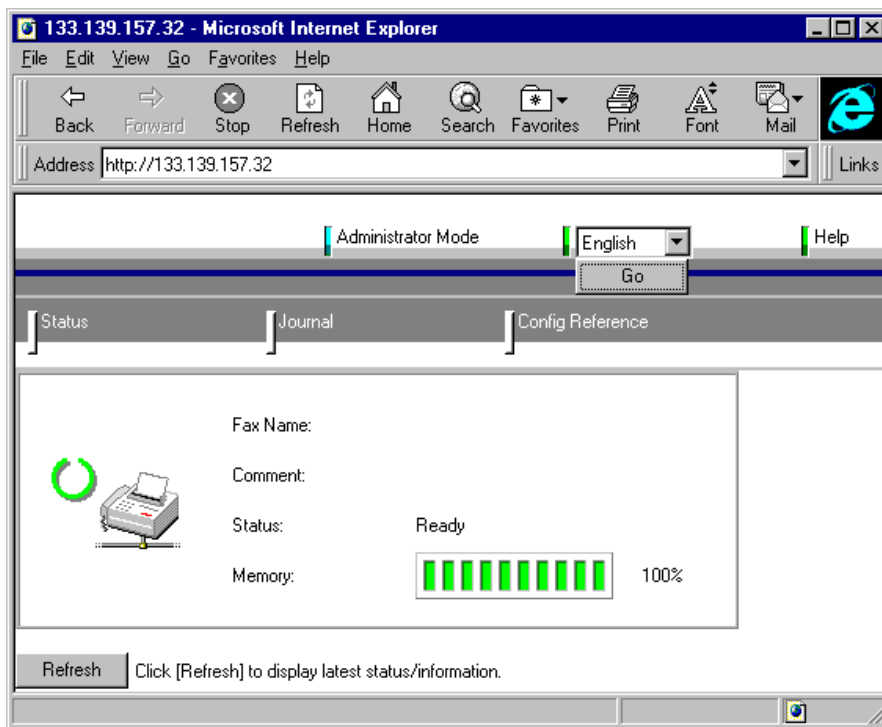 133.139.157.32 - Microsoft Internet Explorer
File Edit View Go Favorites Help
Back Forward Stop Refresh Home Search Favorites Print Font Mail
Address http://133.139.157.32 Links
Administrator Mode English Help
Go
Status Journal Config Reference
Fax Name:
Comment:
Status: Ready
Memory: 100%
Refresh Click [Refresh] to display latest status/information.